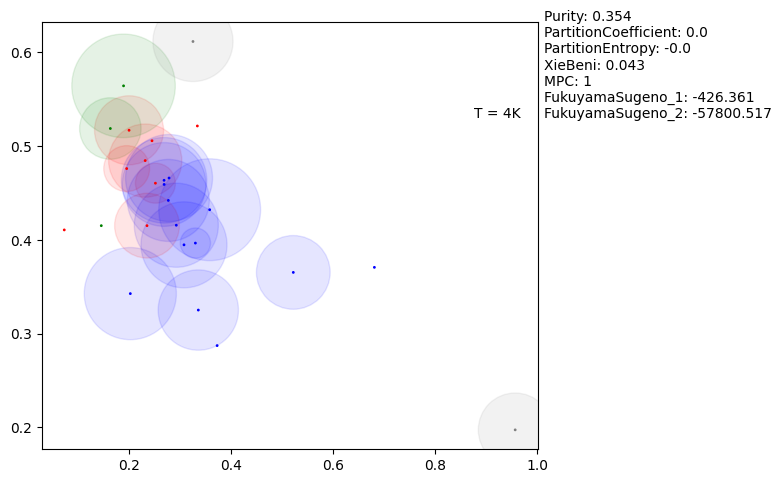 Purity: 0.354
PartitionCoefficient: 0.0
PartitionEntropy: -0.0
XieBeni: 0.043
MPC: 1
FukuyamaSugeno_1: -426.361
FukuyamaSugeno_2: -57800.517
T = 4K
0.6
0.5
0.4
0.3
0.2
0.2
0.4
0.6
0.8
1.0